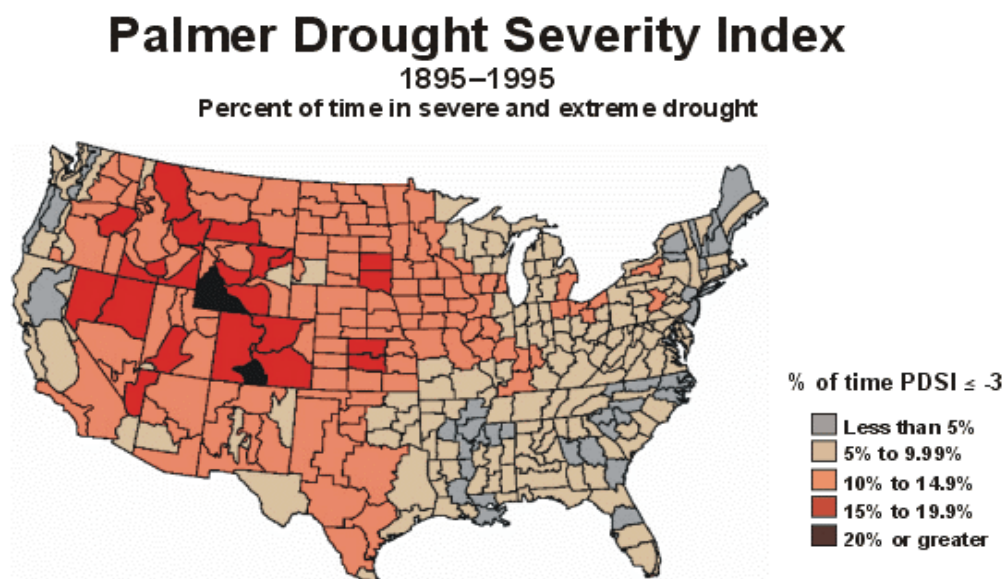 Palmer Drought Severity Index
1895–1995
Percent of time in severe and extreme drought
% of time PDSI ≤ -3
Less than 5%
5% to 9.99%
10% to 14.9%
15% to 19.9%
20% or greater